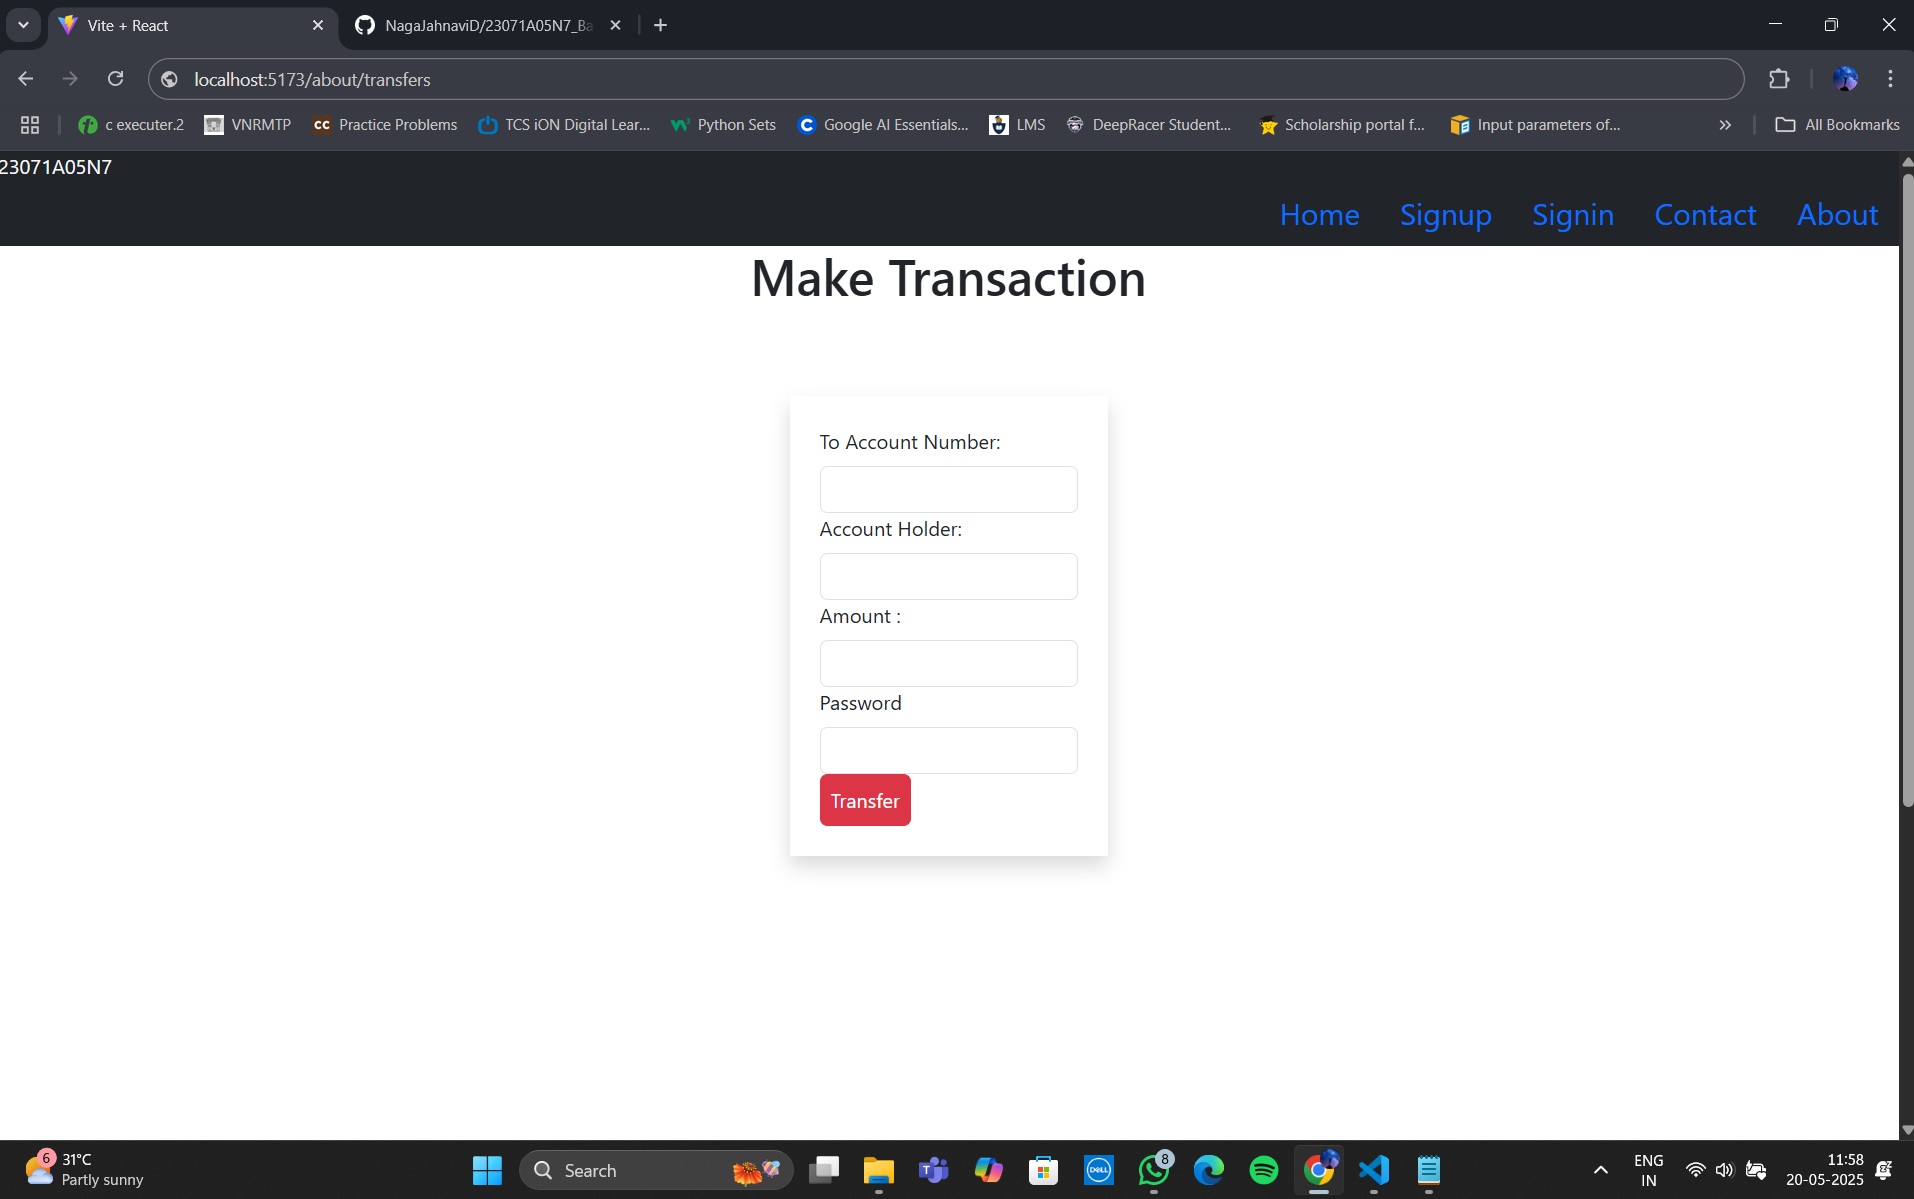 Vite + React
NagaJahnaviD/23071A05N7_Ba
localhost:5173/about/transfers
c executer.2
VNRMTP
CC Practice Problems
TCS iON Digital Lear...
Python Sets
Google AI Essentials...
LMS
DeepRacer Student...
Scholarship portal f...
Input parameters of...
All Bookmarks
23071A05N7
Home Signup Signin Contact About
Make Transaction
To Account Number:
Account Holder:
Amount :
Password
Transfer
6
31°C
Partly sunny
Search
DELL
8
ENG
IN
11:58
20-05-2025